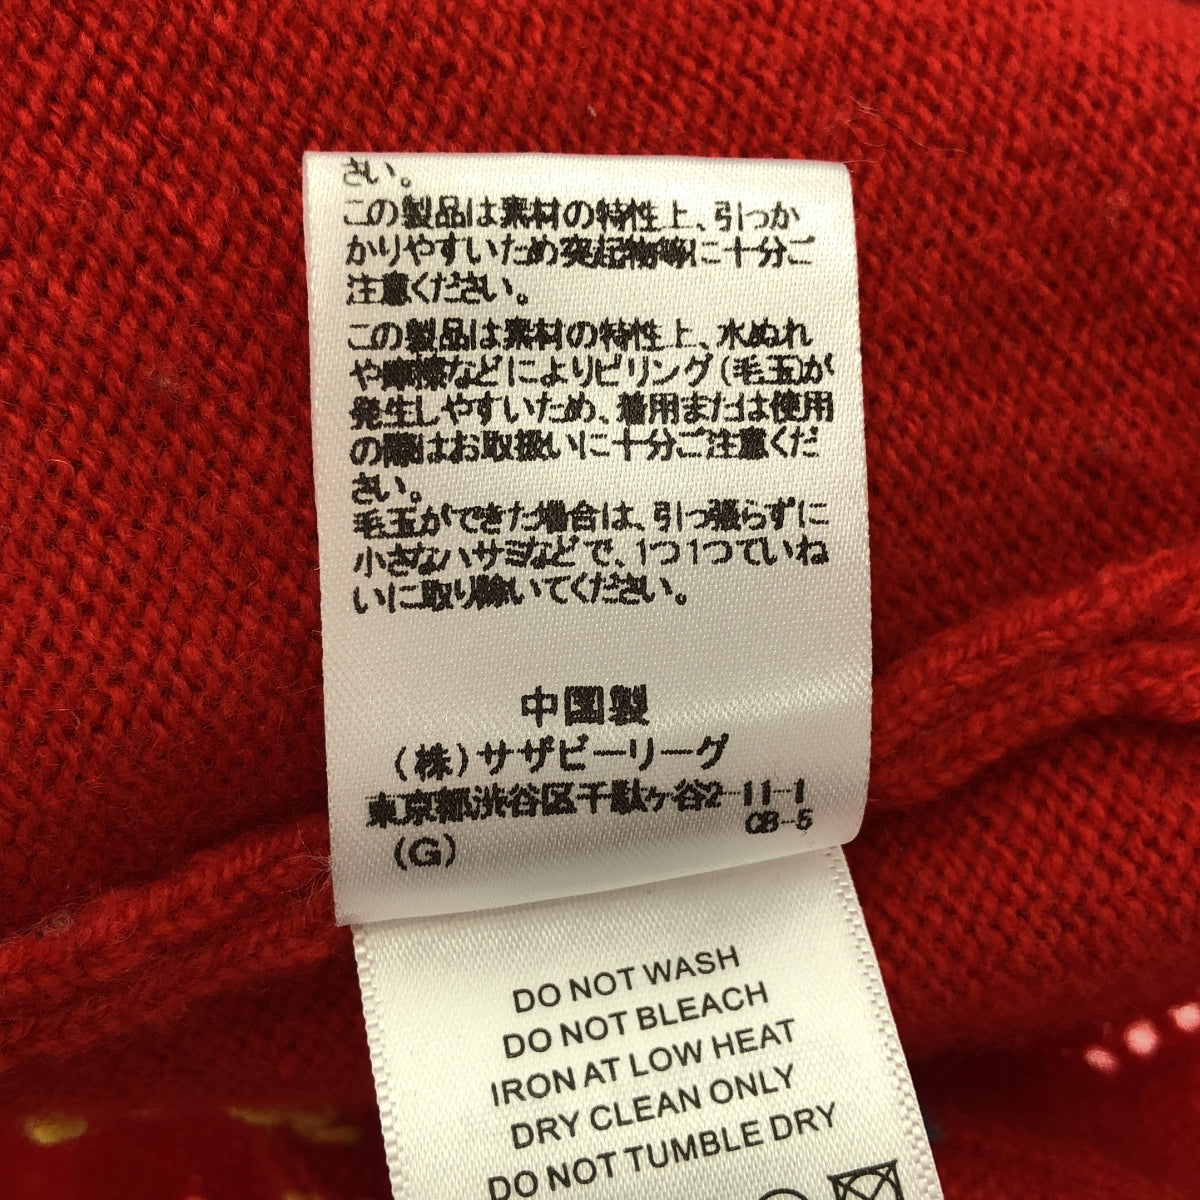 さい。
この製品は素材の特性上、引っか
かりやすいため突起物等に十分ご
注意ください。
この製品は素材の特性上、水ぬれ
や摩擦などによりピリング(毛玉)が
発生しやすいため、着用または使用
の際はお取扱いに十分ご注意くだ
さい。
毛玉ができた場合は、引っ張らずに
小さなハサミなどで、1つ1つていね
いに取り除いてください。
中国製
(株)サザビーリーグ
東京都渋谷区千駄ヶ谷2-11-1
(G) CB-5
DO NOT WASH
DO NOT BLEACH
IRON AT LOW HEAT
DRY CLEAN ONLY
DO NOT TUMBLE DRY